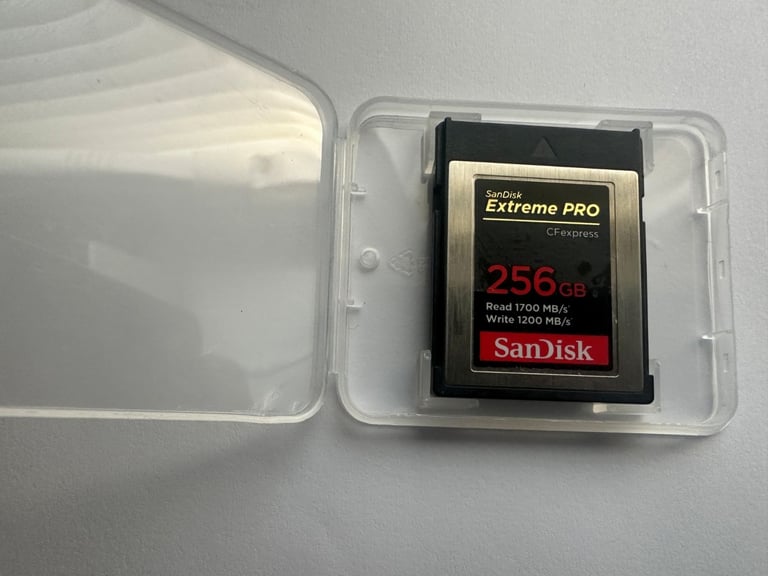 SanDisk
Extreme PRO
CFexpress
256GB
Read 1700 MB/s
Write 1200 MB/s
SanDisk